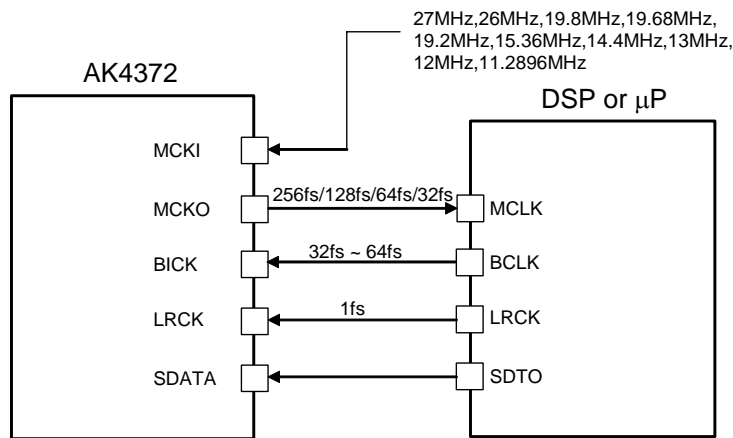 27MHz,26MHz,19.8MHz,19.68MHz,
19.2MHz,15.36MHz,14.4MHz,13MHz,
12MHz,11.2896MHz
AK4372
DSP or μP
MCKI
MCKO
256fs/128fs/64fs/32fs
MCLK
BICK
32fs ~ 64fs
BCLK
LRCK
1fs
LRCK
SDATA
SDTO